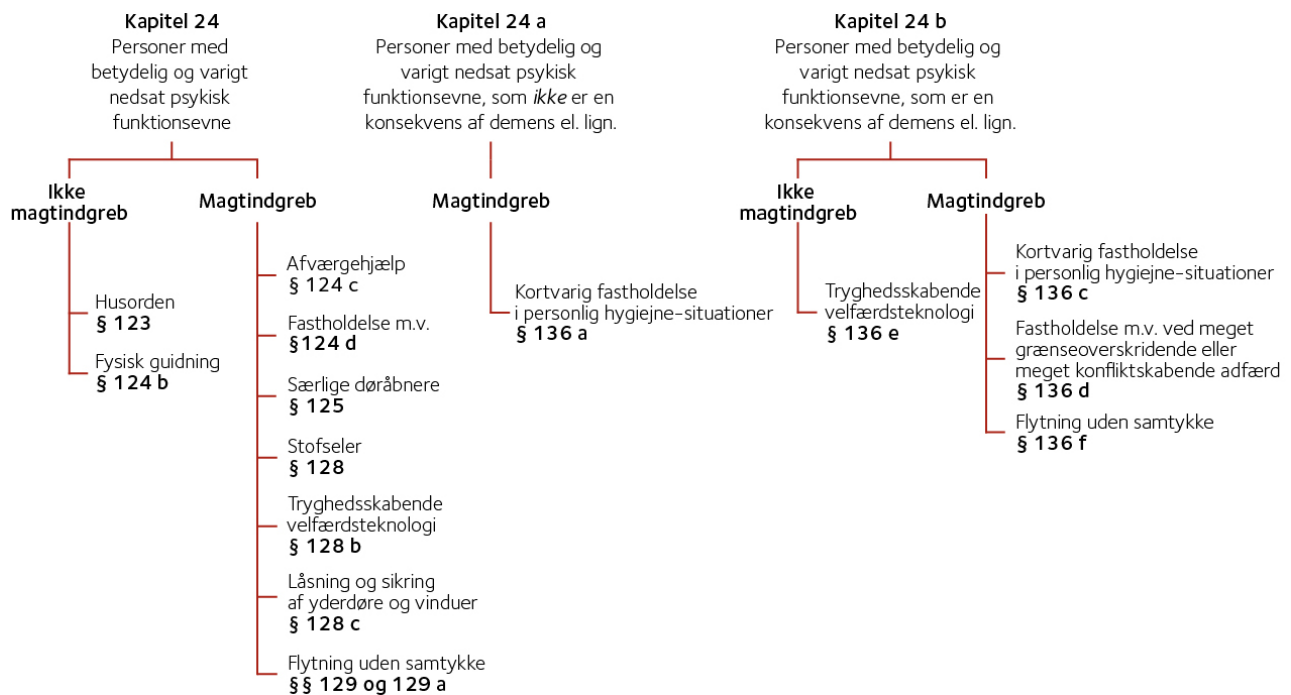 Kapitel 24
Personer med
betydelig og varigt
nedsat psykisk
funktionsevne
Ikke
magtindgreb
Husorden
§ 123
Fysisk guidning
§ 124 b
Magtindgreb
Afværgehjælp
§ 124 c
Fastholdelse m.v.
§124 d
Særlige døråbnere
§ 125
Stofseler
§ 128
Tryghedsskabende
velfærdsteknologi
§ 128 b
Låsning og sikring
af yderdøre og vinduer
§ 128 c
Flytning uden samtykke
§§ 129 og 129 a
Kapitel 24 a
Personer med betydelig og
varigt nedsat psykisk
funktionsevne, som ikke er en
konsekvens af demens el. lign.
Magtindgreb
Kortvarig fastholdelse
i personlig hygiejne-situationer
§ 136 a
Kapitel 24 b
Personer med betydelig og
varigt nedsat psykisk
funktionsevne, som er en
konsekvens af demens el. lign.
Ikke
magtindgreb
Tryghedsskabende
velfærdsteknologi
§ 136 e
Magtindgreb
Kortvarig fastholdelse
i personlig hygiejne-situationer
§ 136 c
Fastholdelse m.v. ved meget
grænseoverskridende eller
meget konfliktskabende adfærd
§ 136 d
Flytning uden samtykke
§ 136 f